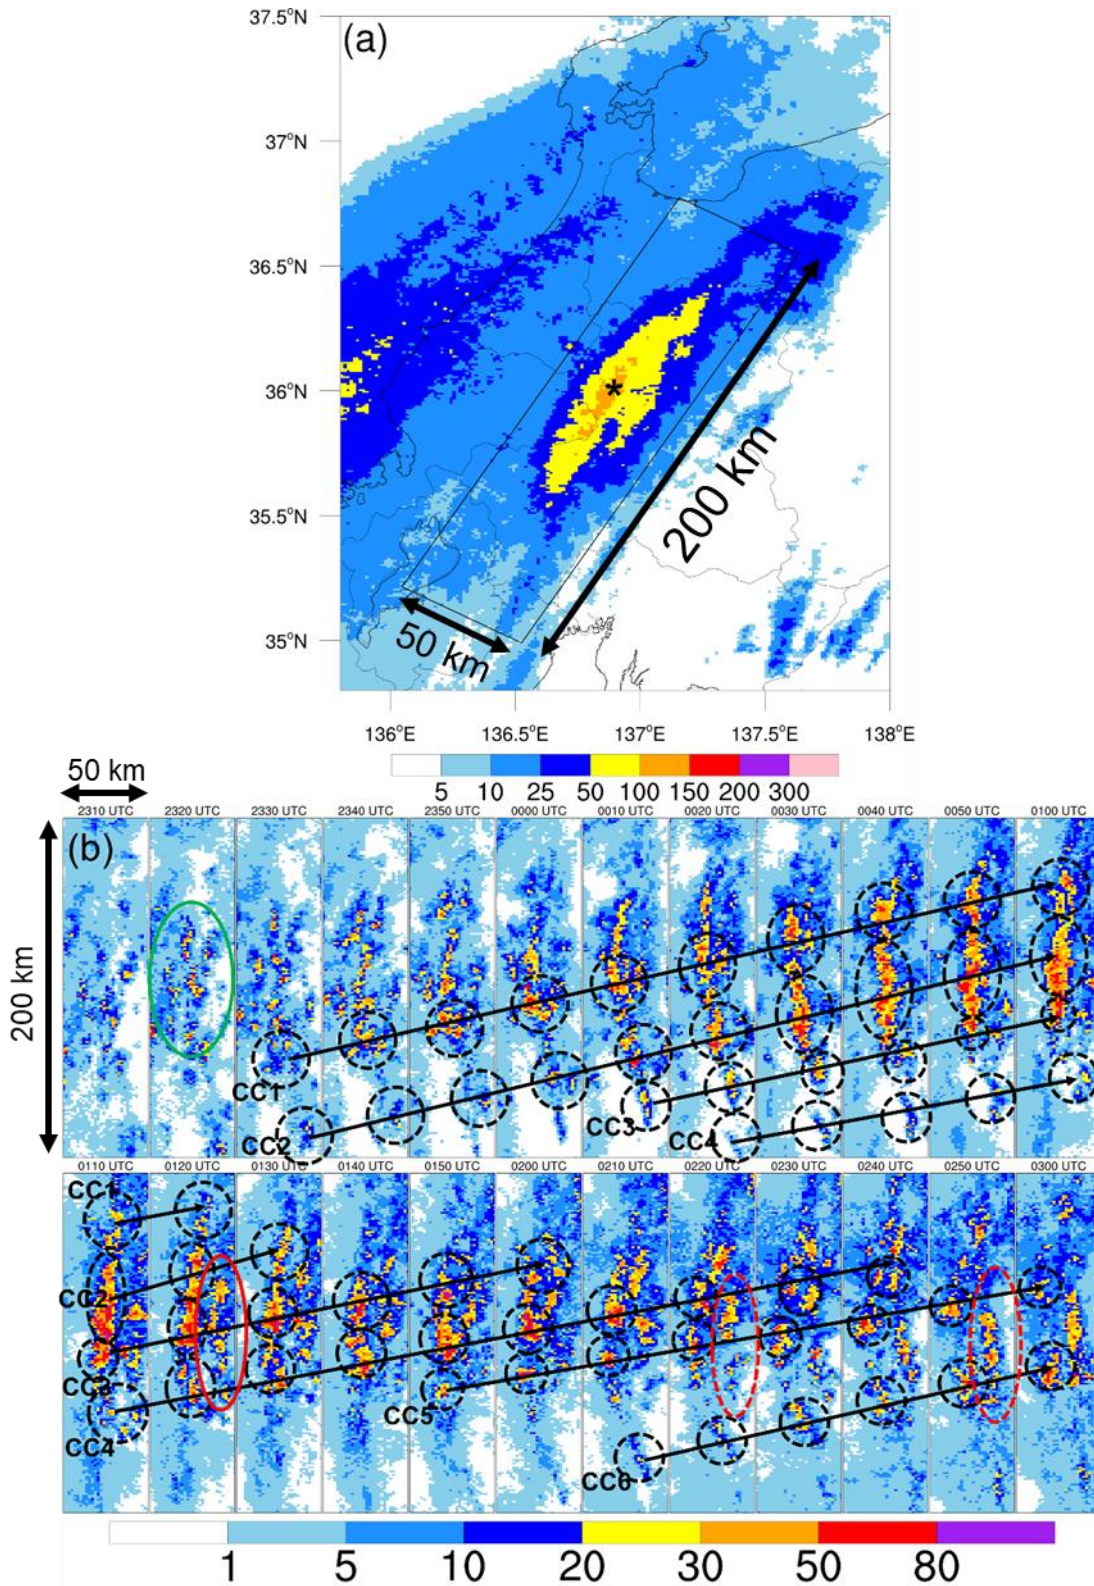 (a)
37.5°N
37°N
36.5°N
36°N
35.5°N
35°N
*
200 km
50 km
136°E 136.5°E 137°E 137.5°E 138°E
5 10 25 50 100 150 200 300
50 km
2310 UTC 2320 UTC 2330 UTC 2340 UTC 2350 UTC 0000 UTC 0010 UTC 0020 UTC 0030 UTC 0040 UTC 0050 UTC 0100 UTC
(b)
200 km
CC1
CC2
CC3
CC4
0110 UTC 0120 UTC 0130 UTC 0140 UTC 0150 UTC 0200 UTC 0210 UTC 0220 UTC 0230 UTC 0240 UTC 0250 UTC 0300 UTC
CC1
CC2
CC3
CC4
CC5
CC6
1 5 10 20 30 50 80